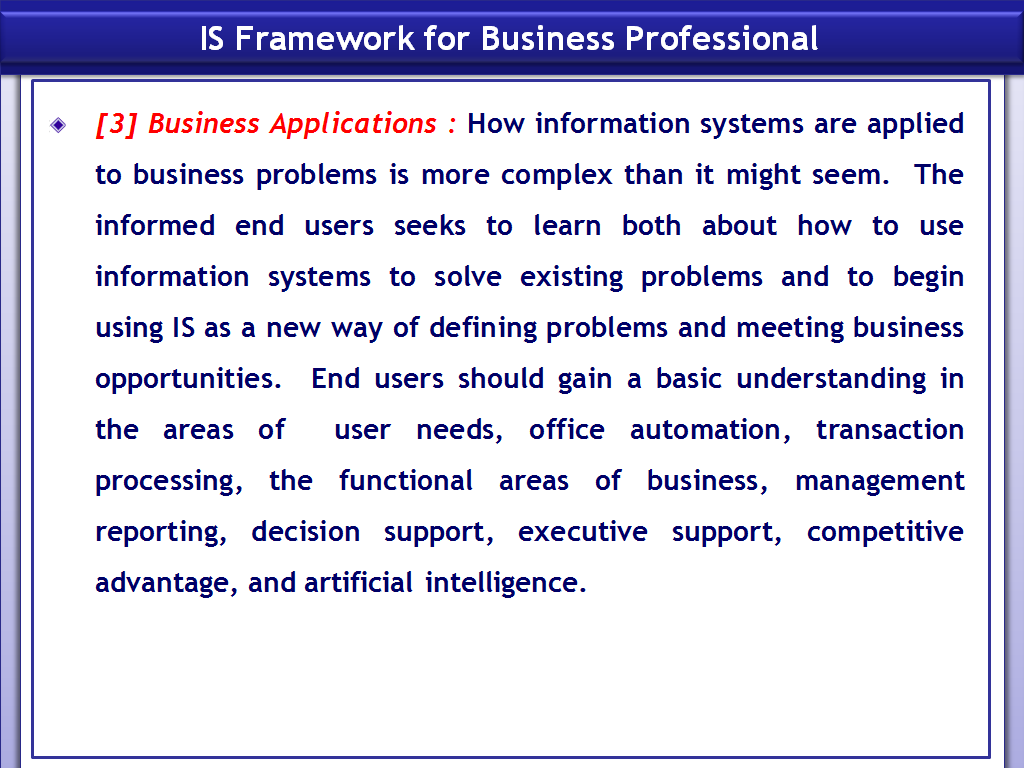 IS Framework for Business Professional
[3] Business Applications : How information systems are applied
to business problems is more complex than it might seem.  The
informed end users seeks to learn both about how to use
information systems to solve existing problems and to begin
using IS as a new way of defining problems and meeting business
opportunities.  End users should gain a basic understanding in
the areas of  user needs, office automation, transaction
processing, the functional areas of business, management
reporting, decision support, executive support, competitive
advantage, and artificial intelligence.